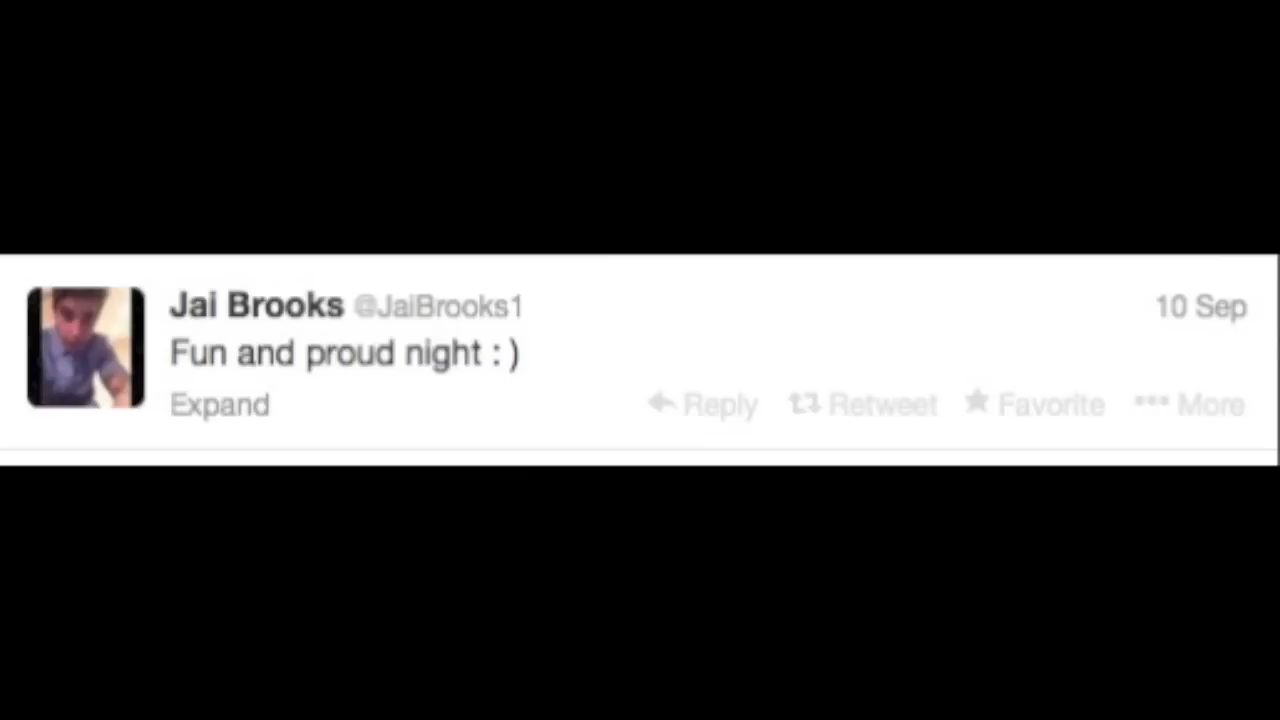 Jai Brooks @JaiBrooks1 10 Sep
Fun and proud night : )
Expand Reply Retweet Favorite More